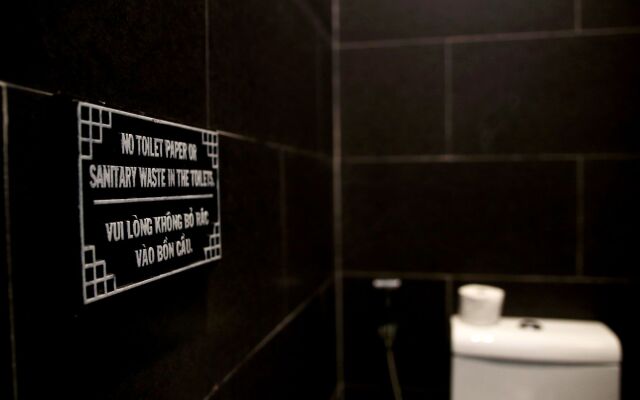 NO TOILET PAPER OR
SANITARY WASTE IN THE TOILETS.
VUI LÒNG KHÔNG BỎ RÁC
VÀO BỒN CẦU.